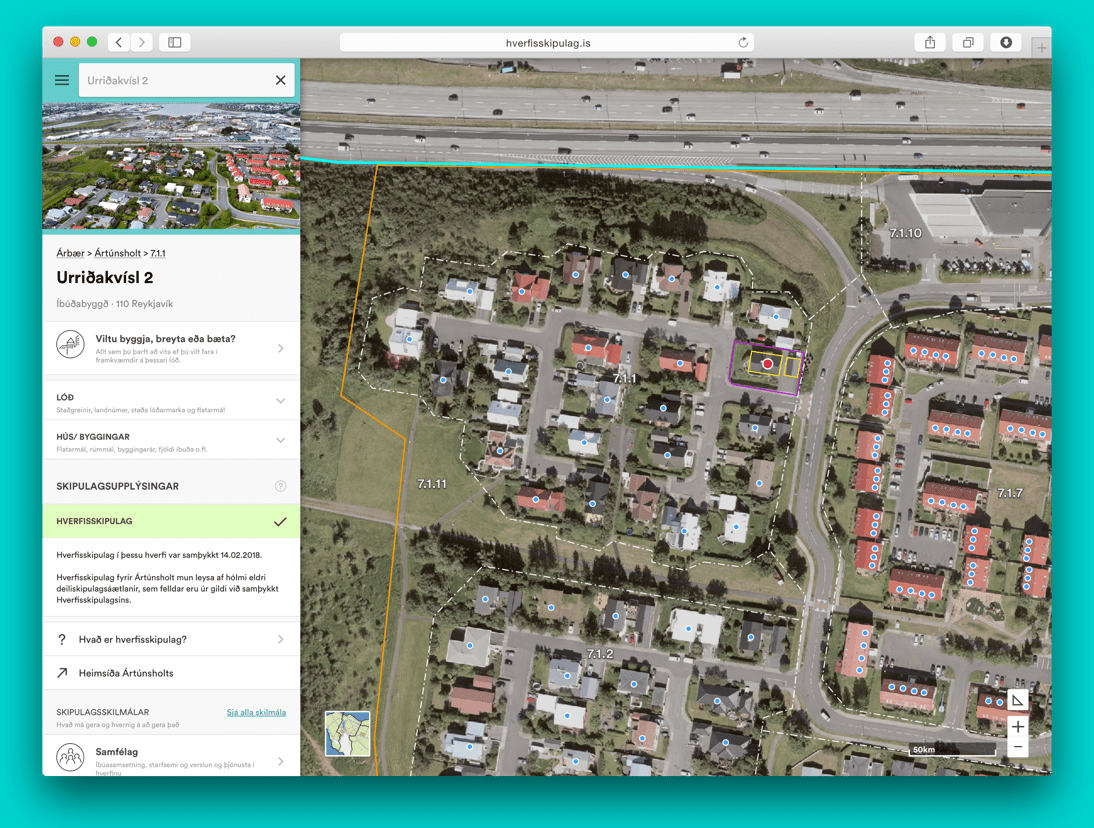 hverfisskipulag.is
Urriðakvísl 2
Árbær > Ártúnsholt > 7.1.1
Urriðakvísl 2
Íbúðabyggð · 110 Reykjavík
Viltu byggja, breyta eða bæta?
Allt sem þú þarft að vita ef þú vilt fara í
framkvæmdir á þessari lóð.
LÓÐ
Staðgreinir, landnúmer, staða lóðarmarka og flatarmál
HÚS/ BYGGINGAR
Flatarmál, rúmmál, byggingarár, fjöldi íbuða o.fl.
SKIPULAGSUPPLÝSINGAR
?
HVERFISSKIPULAG
Hverfisskipulag í þessu hverfi var samþykkt 14.02.2018.
Hverfisskipulag fyrir Ártúnsholt mun leysa af hólmi eldri
deiliskipulagsáætlanir, sem felldar eru úr gildi við samþykkt
Hverfisskipulagsins.
? Hvað er hverfisskipulag?
Heimsíða Ártúnsholts
SKIPULAGSSKILMÁLAR
Sjá alla skilmála
Hvað má gera og hvernig á að gera það
Samfélag
Íbúasamsetning, starfsemi og verslun og þjónusta í
hverfinu
7.1.10
7.1.1
7.1.11
7.1.7
7.1.2
50km